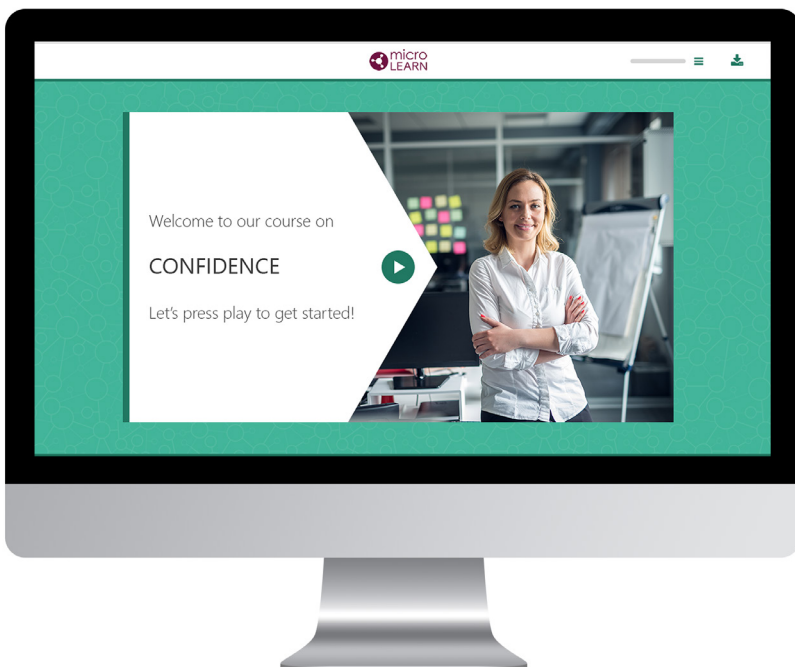 micro
LEARN
Welcome to our course on
CONFIDENCE
Let's press play to get started!